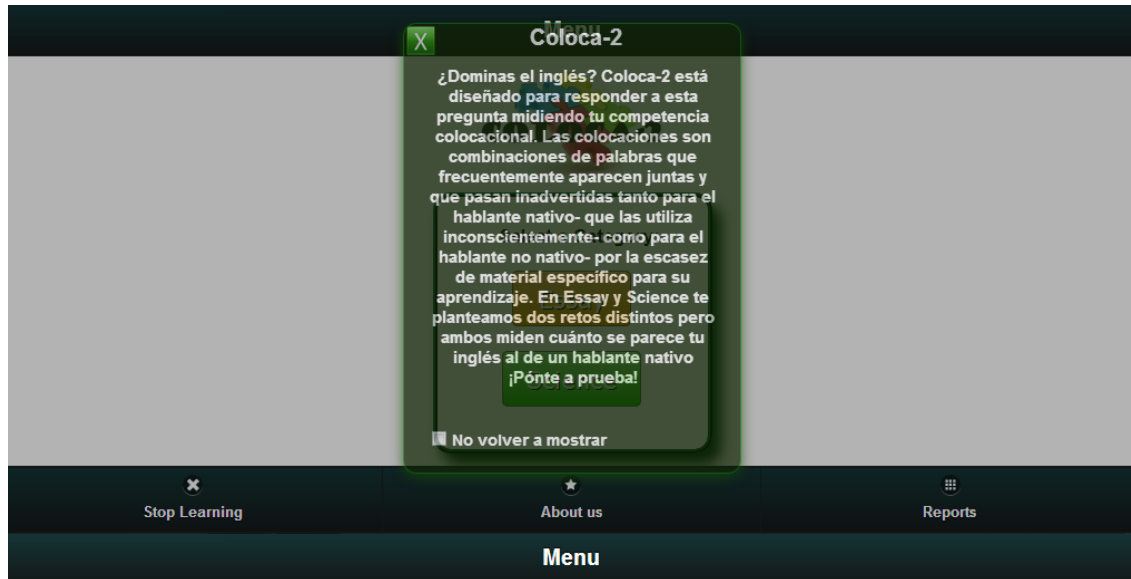 Menu
X
Coloca-2
¿Dominas el inglés? Coloca-2 está
diseñado para responder a esta
pregunta midiendo tu competencia
colocacional. Las colocaciones son
combinaciones de palabras que
frecuentemente aparecen juntas y
que pasan inadvertidas tanto para el
hablante nativo- que las utiliza
inconscientemente- como para el
hablante no nativo- por la escasez
de material específico para su
aprendizaje. En Essay y Science te
planteamos dos retos distintos pero
ambos miden cuánto se parece tu
inglés al de un hablante nativo
¡Pónte a prueba!
Essay
Science
No volver a mostrar
Stop Learning
About us
Reports
Menu